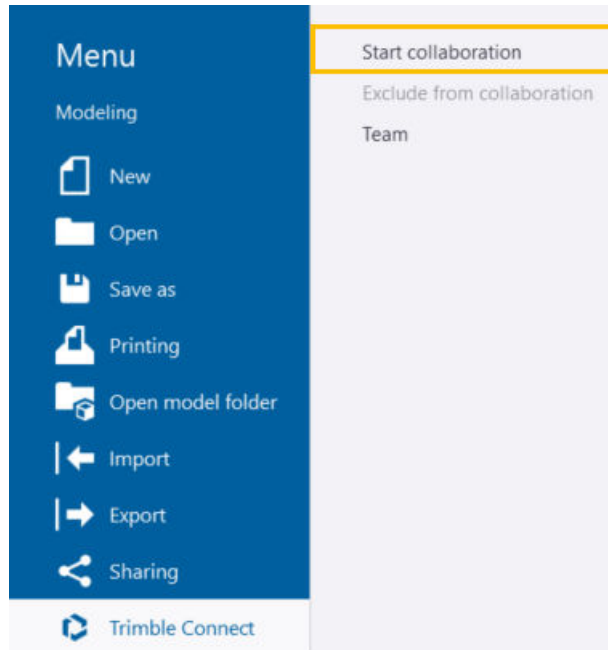 Menu
Modeling
New
Open
Save as
Printing
Open model folder
Import
Export
Sharing
Trimble Connect
Start collaboration
Exclude from collaboration
Team